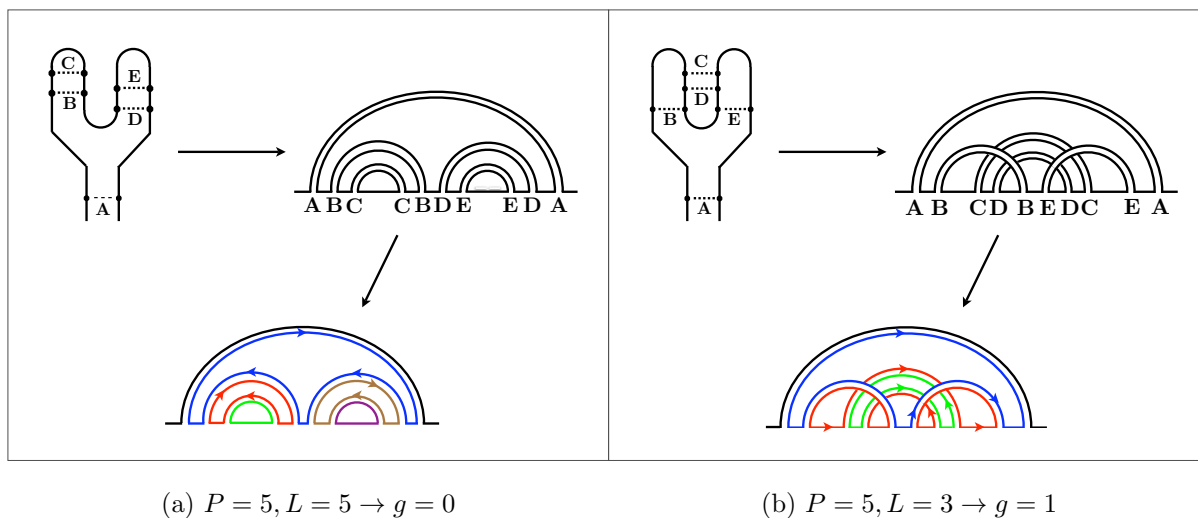 C
E
B
D
A
A B C C B D E E D A
C
D
B
E
A
A B C D B E D C E A
(a) P = 5, L = 5 → g = 0
(b) P = 5, L = 3 → g = 1